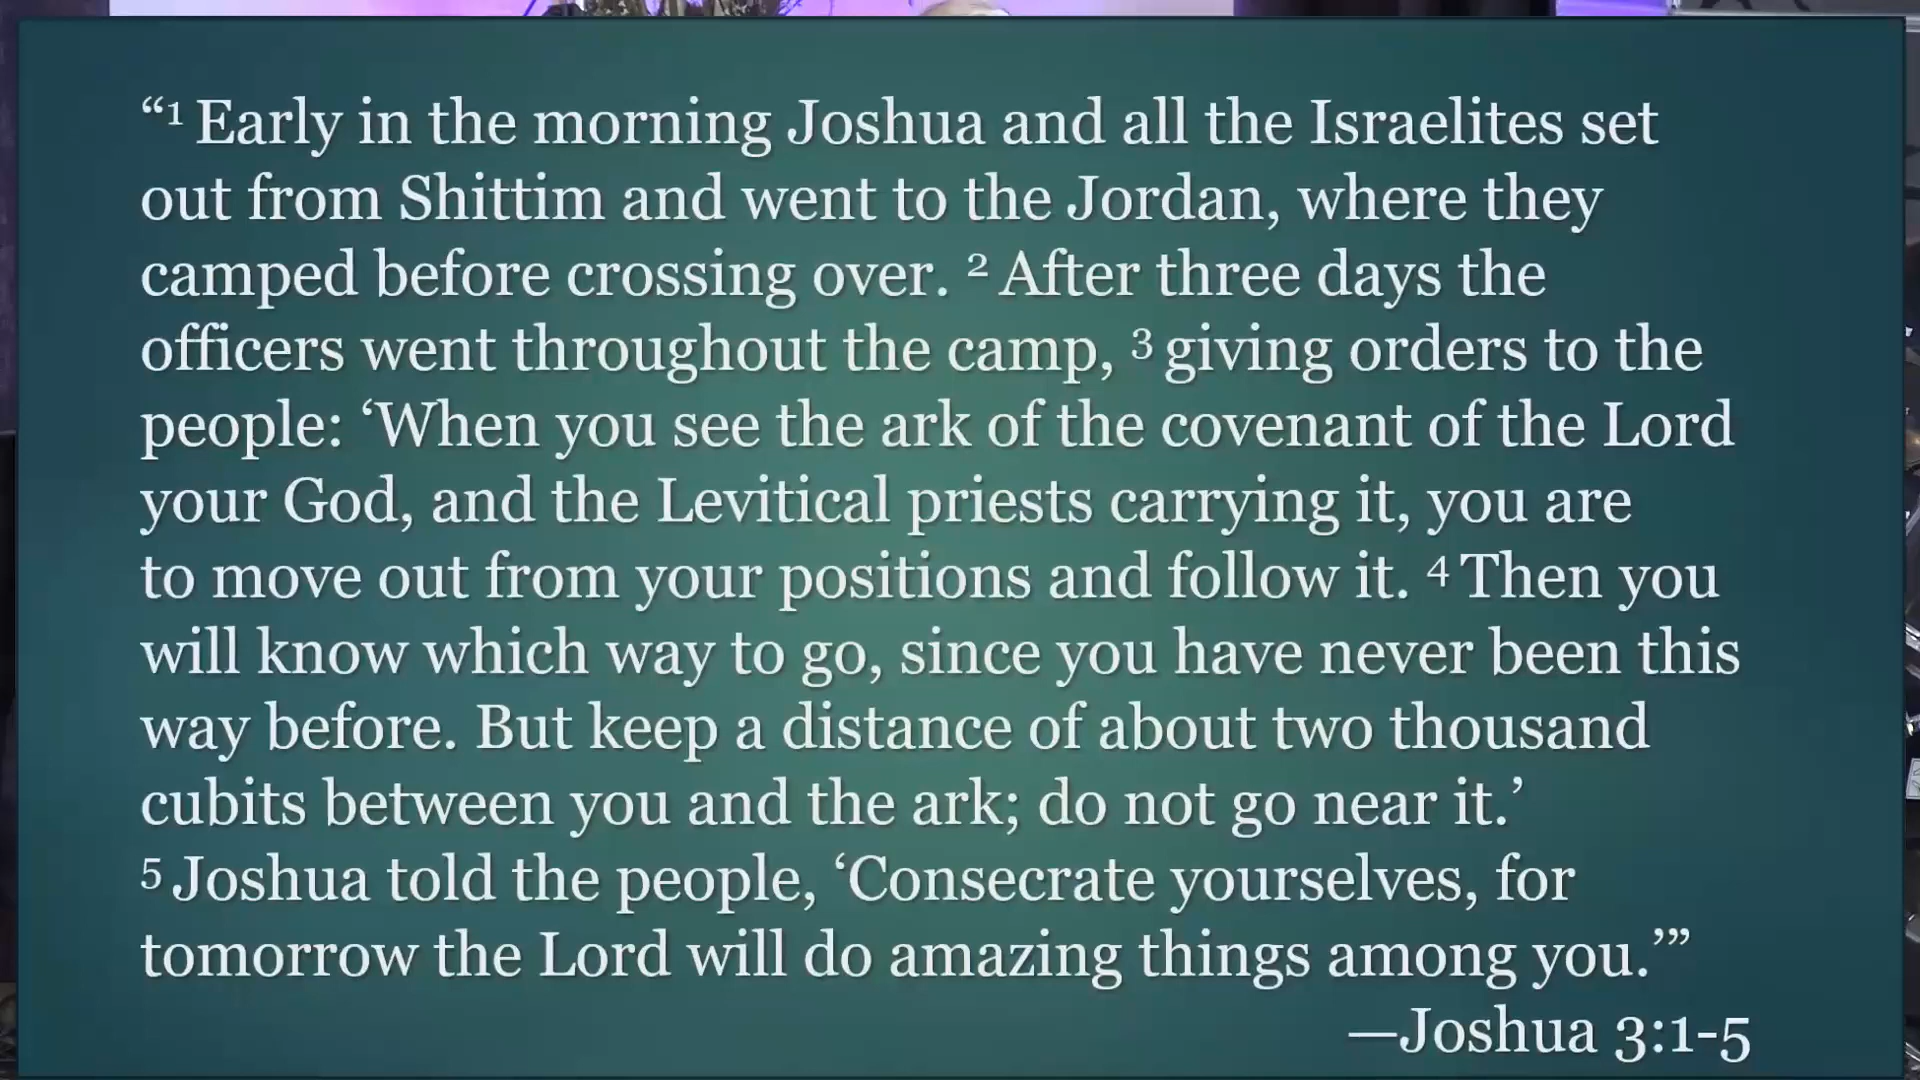 “¹ Early in the morning Joshua and all the Israelites set
out from Shittim and went to the Jordan, where they
camped before crossing over. ² After three days the
officers went throughout the camp, ³ giving orders to the
people: ‘When you see the ark of the covenant of the Lord
your God, and the Levitical priests carrying it, you are
to move out from your positions and follow it. ⁴ Then you
will know which way to go, since you have never been this
way before. But keep a distance of about two thousand
cubits between you and the ark; do not go near it.’
⁵ Joshua told the people, ‘Consecrate yourselves, for
tomorrow the Lord will do amazing things among you.’”
—Joshua 3:1-5